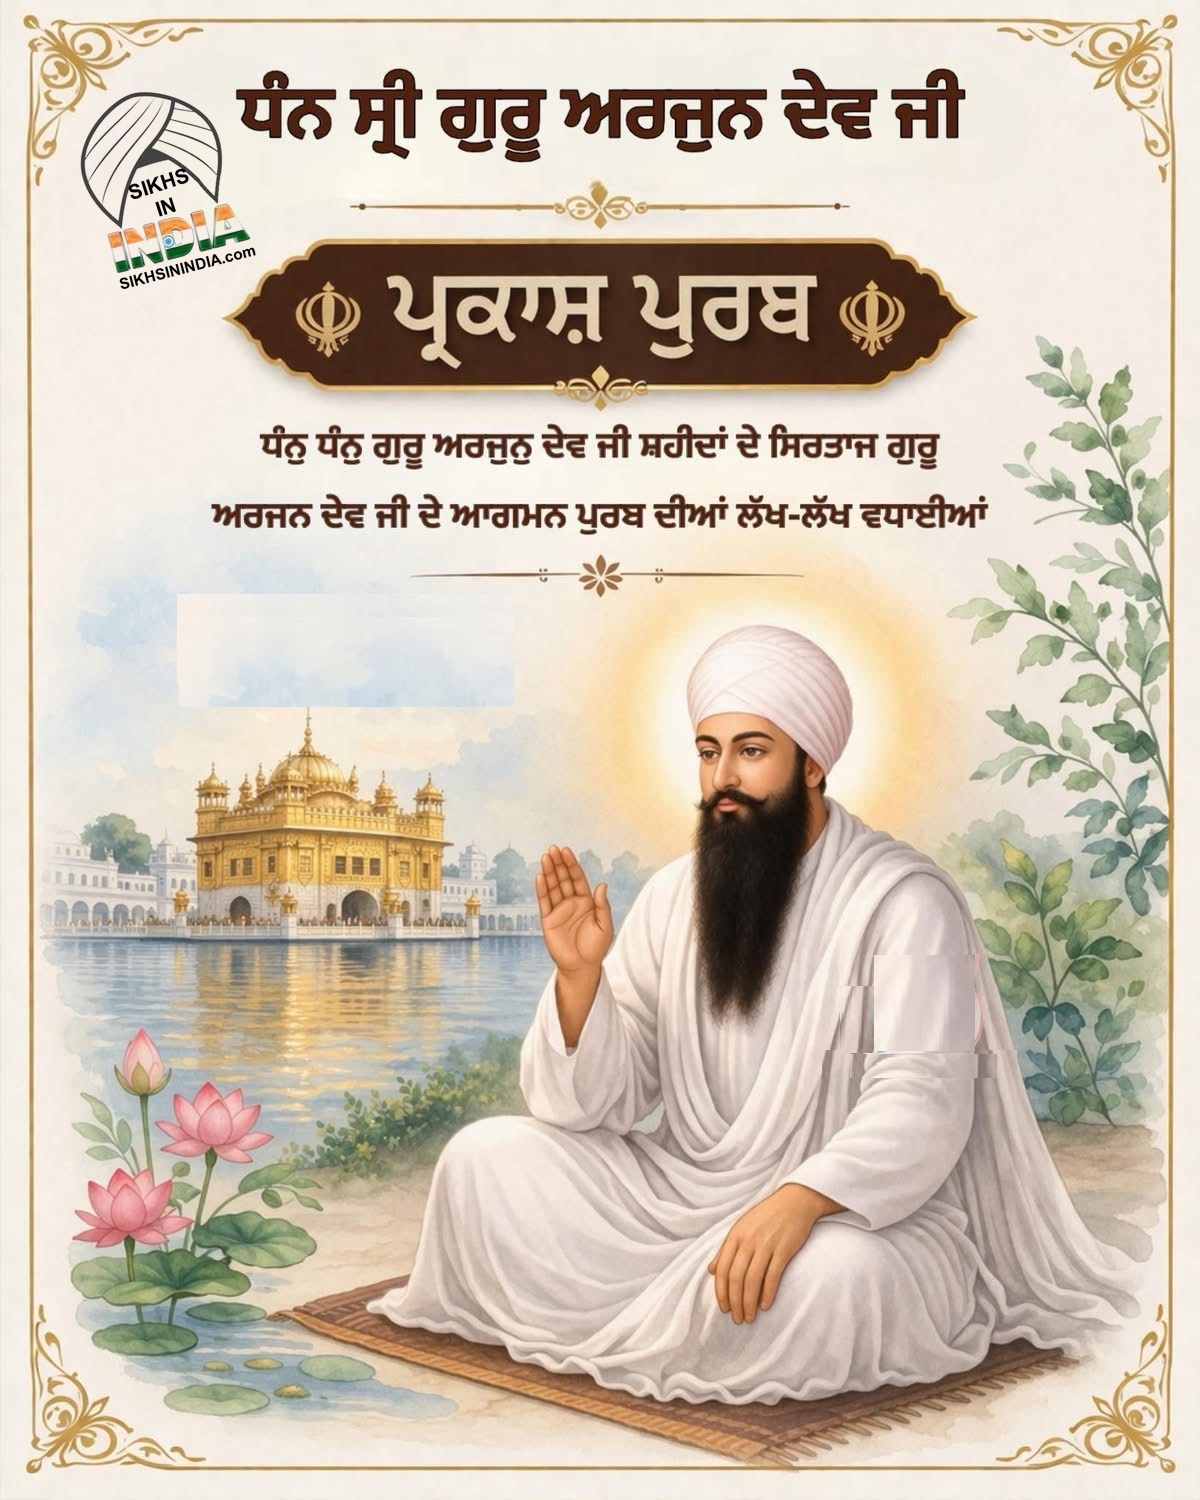 ਧੰਨ ਸ੍ਰੀ ਗੁਰੂ ਅਰਜੁਨ ਦੇਵ ਜੀ
SIKHS
IN
INDIA
SIKHSININDIA.com
ਪ੍ਰਕਾਸ਼ ਪੁਰਬ
ਧੰਨੁ ਧੰਨੁ ਗੁਰੂ ਅਰਜੁਨੁ ਦੇਵ ਜੀ ਸ਼ਹੀਦਾਂ ਦੇ ਸਿਰਤਾਜ ਗੁਰੂ
ਅਰਜਨ ਦੇਵ ਜੀ ਦੇ ਆਗਮਨ ਪੁਰਬ ਦੀਆਂ ਲੱਖ-ਲੱਖ ਵਧਾਈਆਂ